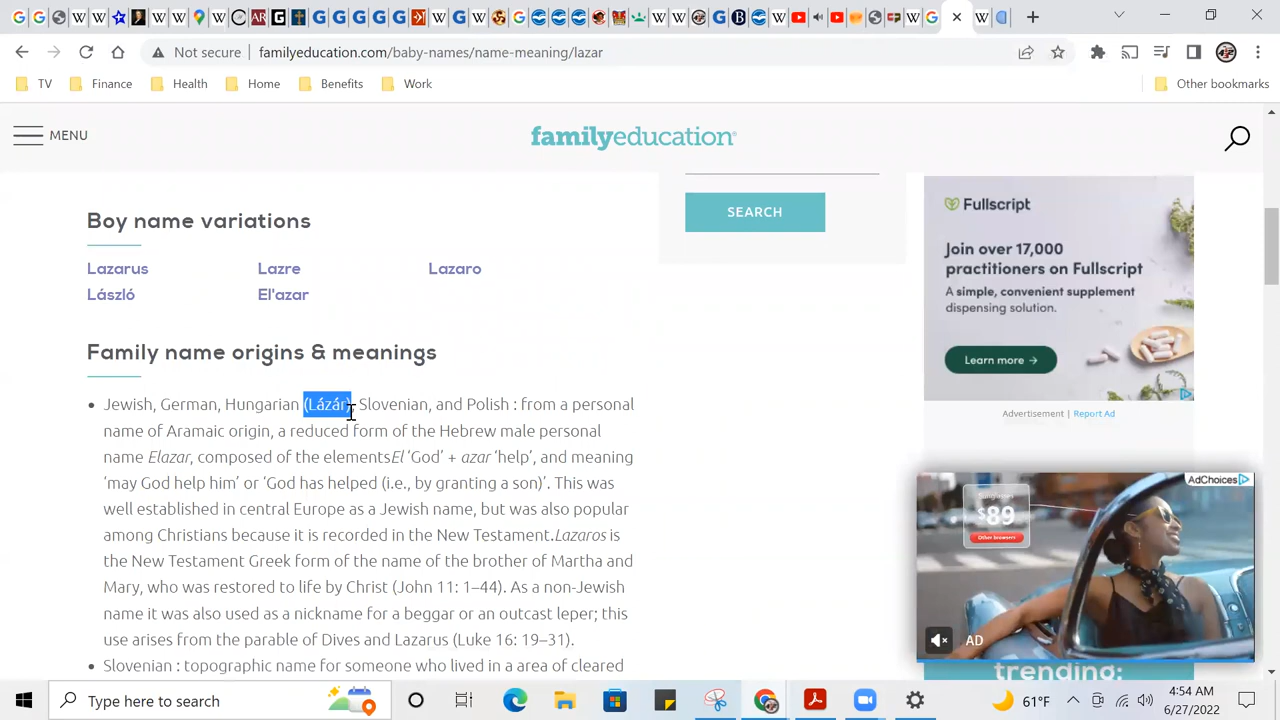 Not secure
familyeducation.com/baby-names/name-meaning/lazar
TV
Finance
Health
Home
Benefits
Work
Other bookmarks
MENU
familyeducation
SEARCH
Boy name variations
Lazarus
Lazre
Lazaro
László
El'azar
Family name origins & meanings
Jewish, German, Hungarian (Lázár), Slovenian, and Polish : from a personal
name of Aramaic origin, a reduced form of the Hebrew male personal
name Elazar, composed of the elementsEl ‘God’ + azar ‘help’, and meaning
‘may God help him’ or ‘God has helped (i.e., by granting a son)’. This was
well established in central Europe as a Jewish name, but was also popular
among Christians because it is recorded in the New Testament.Lazaros is
the New Testament Greek form of the name of the brother of Martha and
Mary, who was restored to life by Christ (John 11: 1–44). As a non-Jewish
name it was also used as a nickname for a beggar or an outcast leper; this
use arises from the parable of Dives and Lazarus (Luke 16: 19–31).
Slovenian : topographic name for someone who lived in a area of cleared
Fullscript
Join over 17,000
practitioners on Fullscript
A simple, convenient supplement
dispensing solution.
Learn more →
Advertisement | Report Ad
AdChoices
Sunglasses
$89
Other browsers
AD
trending:
Type here to search
61°F
4:54 AM
6/27/2022